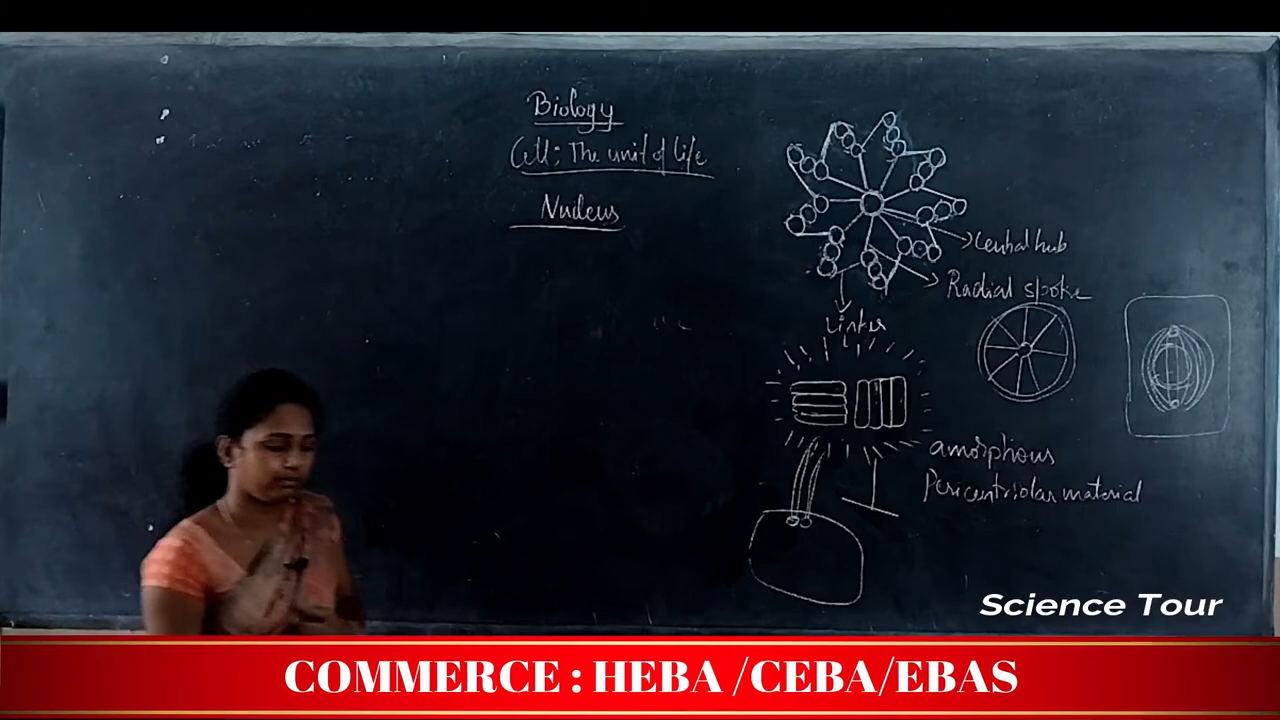 Biology
Cell: The unit of life
Nucleus
Central hub
Radial spoke
Linker
amorphous
Pericentriolar material
Science Tour
COMMERCE : HEBA /CEBA/EBAS